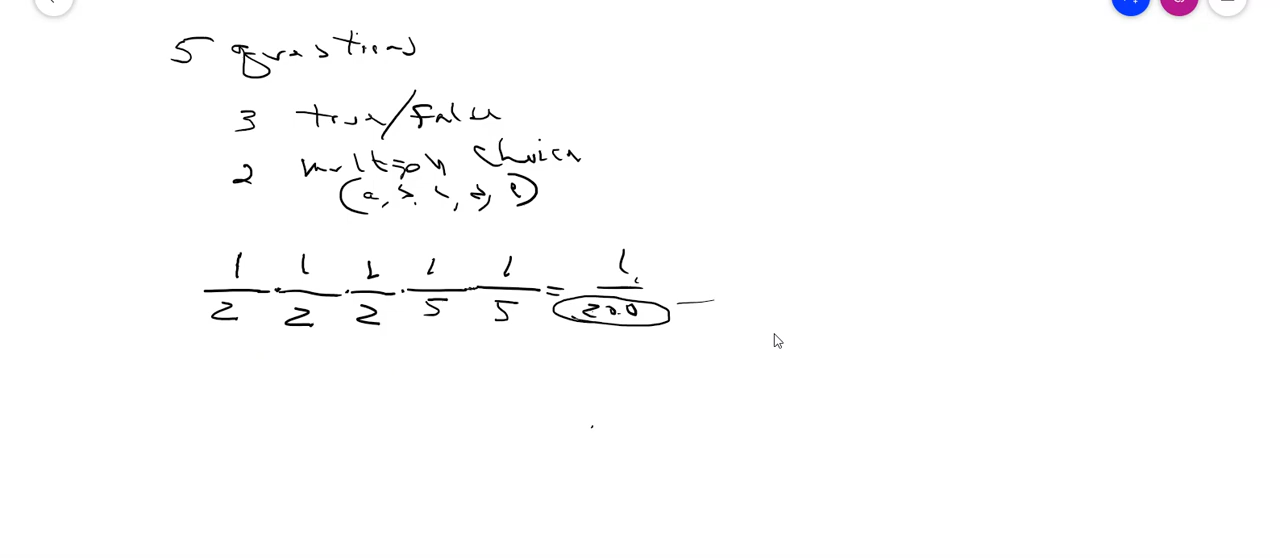 5 questions
3 true/false
2 multiple choice
(a, b, c, d, e)
1/2 · 1/2 · 1/2 · 1/5 · 1/5 = 1/200